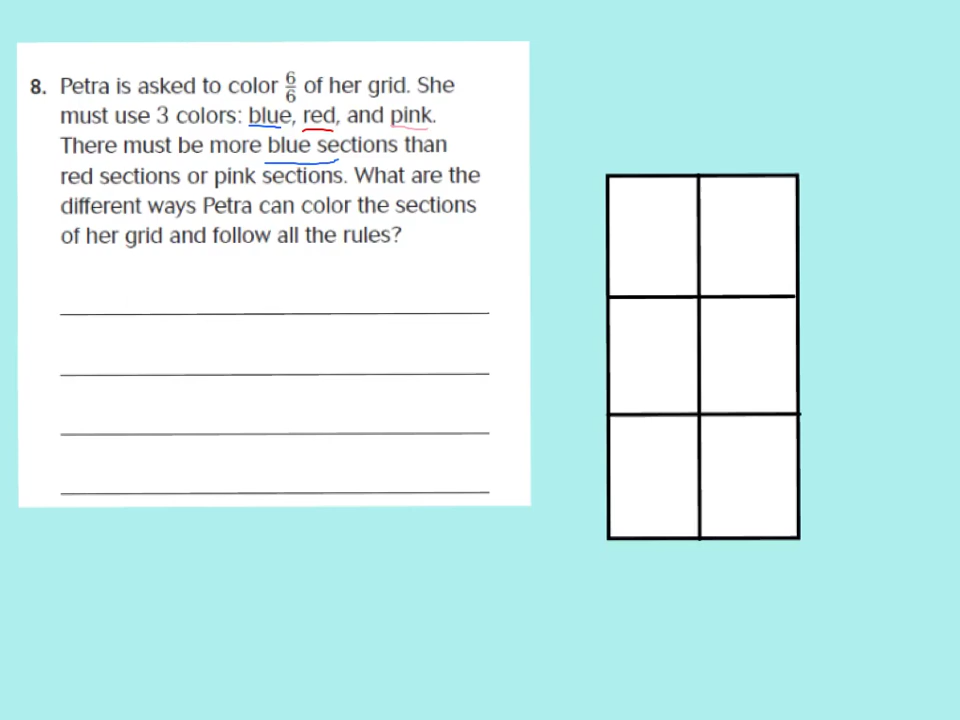 8. Petra is asked to color 6/6 of her grid. She
must use 3 colors: blue, red, and pink.
There must be more blue sections than
red sections or pink sections. What are the
different ways Petra can color the sections
of her grid and follow all the rules?